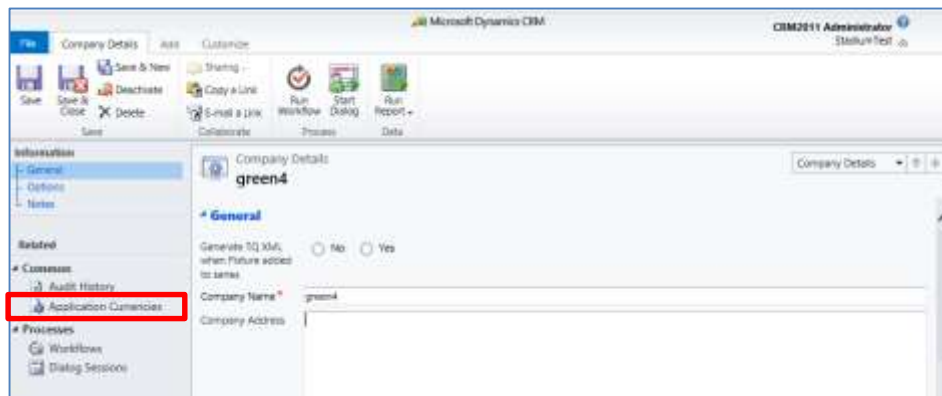 Microsoft Dynamics CRM
CRM2011 Administrator
StadiumTest
File
Company Details
Add
Customize
Save
Save & Close
Save & New
Deactivate
Delete
Save
Sharing
Copy a Link
E-mail a Link
Collaborate
Run Workflow
Start Dialog
Process
Run Report
Data
Information
General
Options
Notes
Related
Common
Audit History
Application Currencies
Processes
Workflows
Dialog Sessions
Company Details
green4
Company Details
General
Generate TQ XML
when Fixture added
to series
No
Yes
Company Name *
green4
Company Address